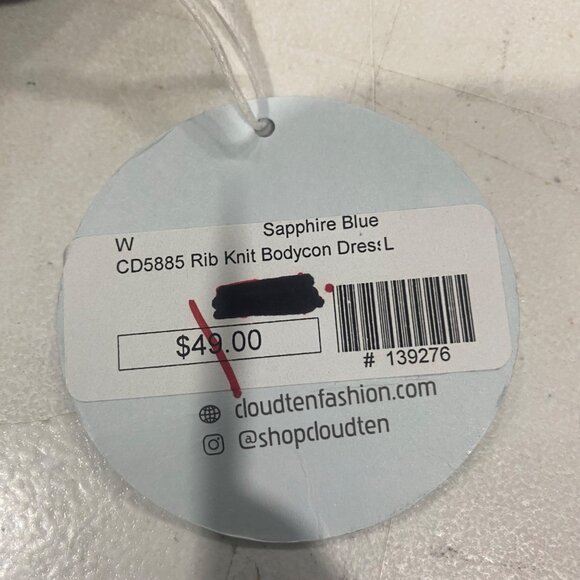 W Sapphire Blue
CD5885 Rib Knit Bodycon Dress L
$49.00
# 139276
cloudtenfashion.com
@shopcloudten